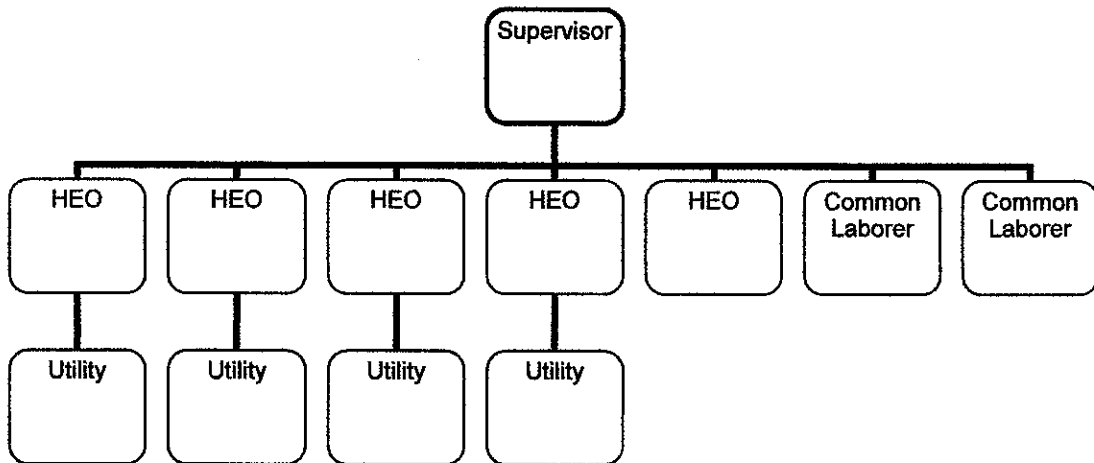 Supervisor
HEO
HEO
HEO
HEO
HEO
Common
Laborer
Common
Laborer
Utility
Utility
Utility
Utility